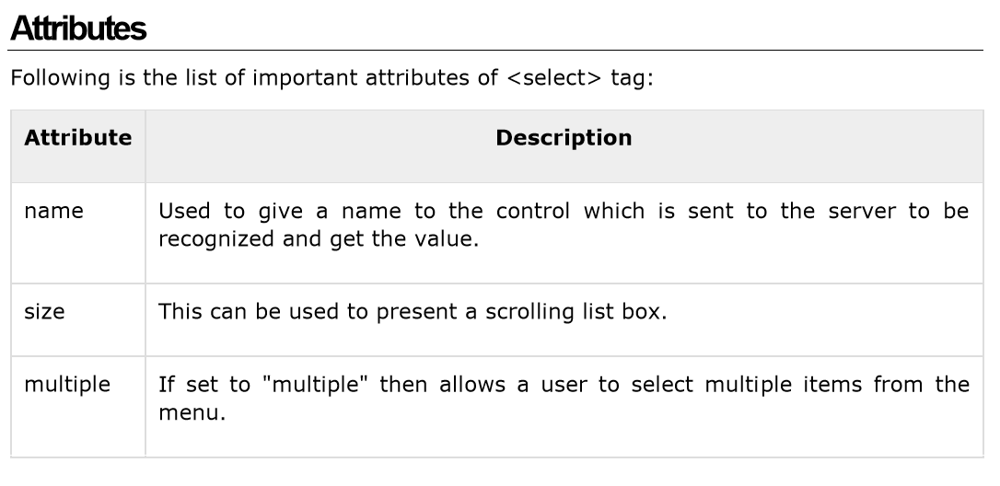 Attributes
Following is the list of important attributes of <select> tag:
Attribute Description
name Used to give a name to the control which is sent to the server to be
recognized and get the value.
size This can be used to present a scrolling list box.
multiple If set to "multiple" then allows a user to select multiple items from the
menu.